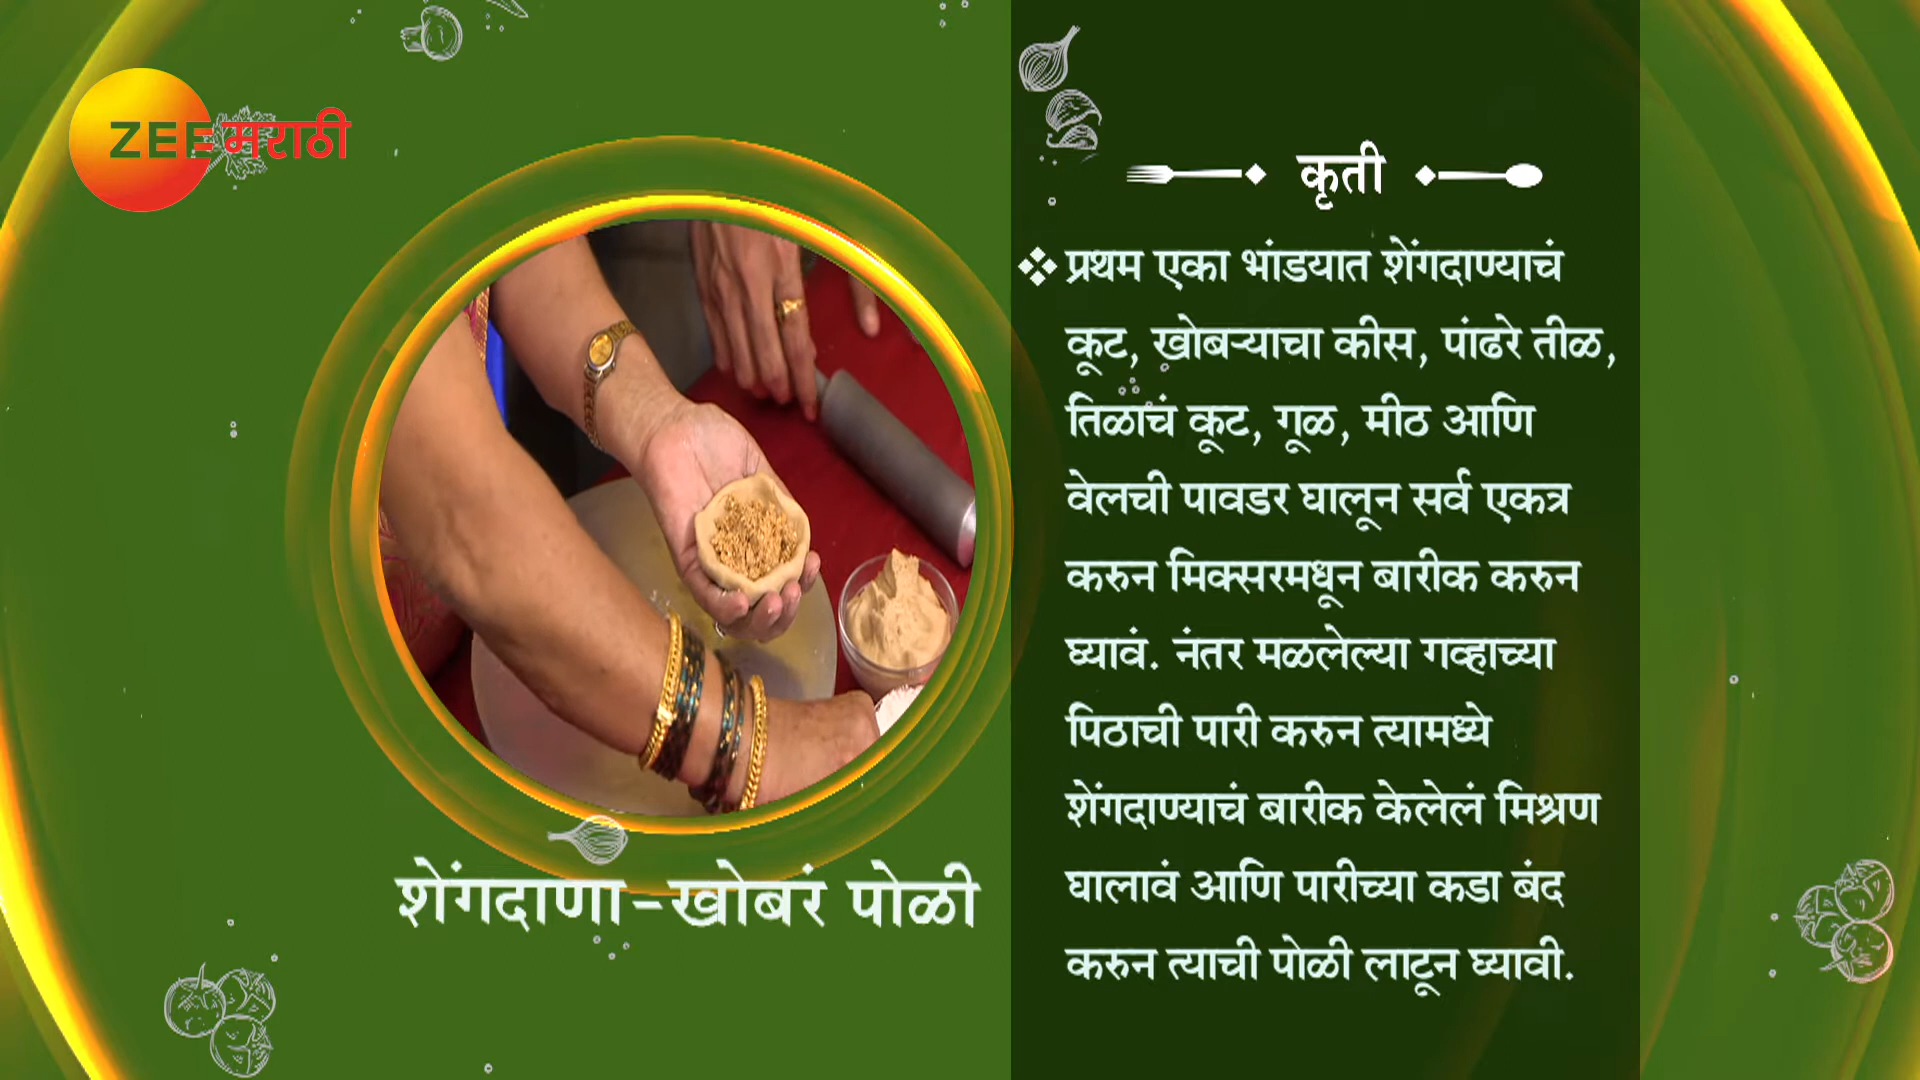 ZEE मराठी
शेंगदाणा-खोबरं पोळी
कृती
प्रथम एका भांडयात शेंगदाण्याचं
कूट, खोबऱ्याचा कीस, पांढरे तीळ,
तिळाचं कूट, गूळ, मीठ आणि
वेलची पावडर घालून सर्व एकत्र
करुन मिक्सरमधून बारीक करुन
घ्यावं. नंतर मळलेल्या गव्हाच्या
पिठाची पारी करुन त्यामध्ये
शेंगदाण्याचं बारीक केलेलं मिश्रण
घालावं आणि पारीच्या कडा बंद
करुन त्याची पोळी लाटून घ्यावी.